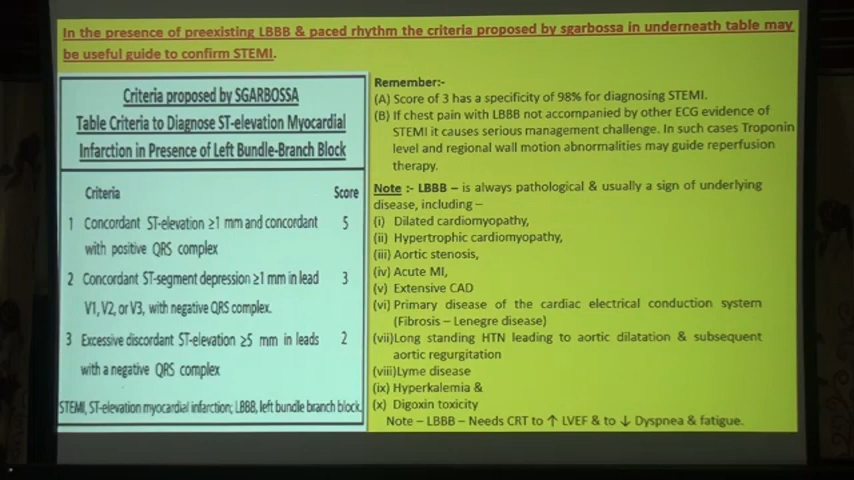 In the presence of preexisting LBBB & paced rhythm the criteria proposed by sgarbossa in underneath table may
be useful guide to confirm STEMI.
Criteria proposed by SGARBOSSA
Table Criteria to Diagnose ST-elevation Myocardial
Infarction in Presence of Left Bundle-Branch Block
Criteria Score
1 Concordant ST-elevation ≥1 mm and concordant 5
with positive QRS complex
2 Concordant ST-segment depression ≥1 mm in lead 3
V1, V2, or V3, with negative QRS complex.
3 Excessive discordant ST-elevation ≥5 mm in leads 2
with a negative QRS complex
STEMI, ST-elevation myocardial infarction; LBBB, left bundle branch block.
Remember:-
(A) Score of 3 has a specificity of 98% for diagnosing STEMI.
(B) If chest pain with LBBB not accompanied by other ECG evidence of
STEMI it causes serious management challenge. In such cases Troponin
level and regional wall motion abnormalities may guide reperfusion
therapy.
Note :- LBBB – is always pathological & usually a sign of underlying
disease, including –
(i) Dilated cardiomyopathy,
(ii) Hypertrophic cardiomyopathy,
(iii) Aortic stenosis,
(iv) Acute MI,
(v) Extensive CAD
(vi) Primary disease of the cardiac electrical conduction system
(Fibrosis – Lenegre disease)
(vii)Long standing HTN leading to aortic dilatation & subsequent
aortic regurgitation
(viii)Lyme disease
(ix) Hyperkalemia &
(x) Digoxin toxicity
Note – LBBB – Needs CRT to ↑ LVEF & to ↓ Dyspnea & fatigue.